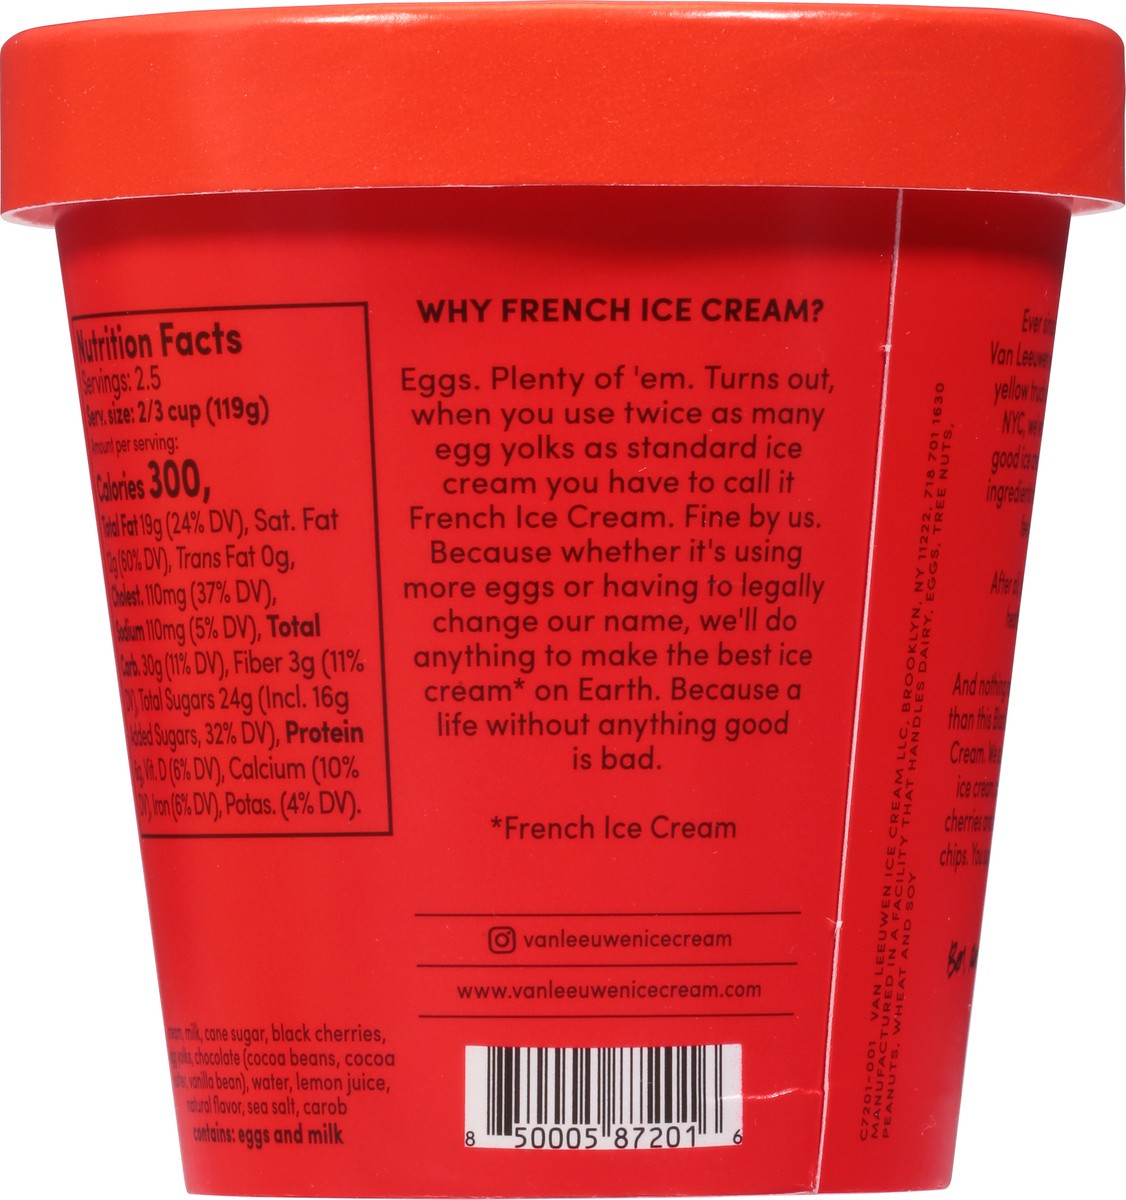 Nutrition Facts
Servings: 2.5
Serv. size: 2/3 cup (119g)
Amount per serving:
Calories 300,
Total Fat 19g (24% DV), Sat. Fat
(60% DV), Trans Fat 0g,
Cholest. 110mg (37% DV),
Sodium 110mg (5% DV), Total
Carb. 30g (11% DV), Fiber 3g (11%
DV), Total Sugars 24g (Incl. 16g
Added Sugars, 32% DV), Protein
Vit. D (6% DV), Calcium (10%
DV), Iron (6% DV), Potas. (4% DV).
cream, milk, cane sugar, black cherries,
egg yolks, chocolate (cocoa beans, cocoa
butter, vanilla bean), water, lemon juice,
natural flavor, sea salt, carob
contains: eggs and milk
WHY FRENCH ICE CREAM?
Eggs. Plenty of 'em. Turns out,
when you use twice as many
egg yolks as standard ice
cream you have to call it
French Ice Cream. Fine by us.
Because whether it's using
more eggs or having to legally
change our name, we'll do
anything to make the best ice
cream* on Earth. Because a
life without anything good
is bad.
*French Ice Cream
vanleeuwenicecream
www.vanleeuwenicecream.com
8 50005 87201 6
C7201-001 VAN LEEUWEN ICE CREAM LLC, BROOKLYN, NY 11222, 718 701 1630
MANUFACTURED IN A FACILITY THAT HANDLES DAIRY, EGGS, TREE NUTS,
PEANUTS, WHEAT AND SOY
Ever
Van Leeuwen
yellow
NYC,
good ice
After
And nothing
than this
Cream. We
ice cream
cherries
chips. You
Ben